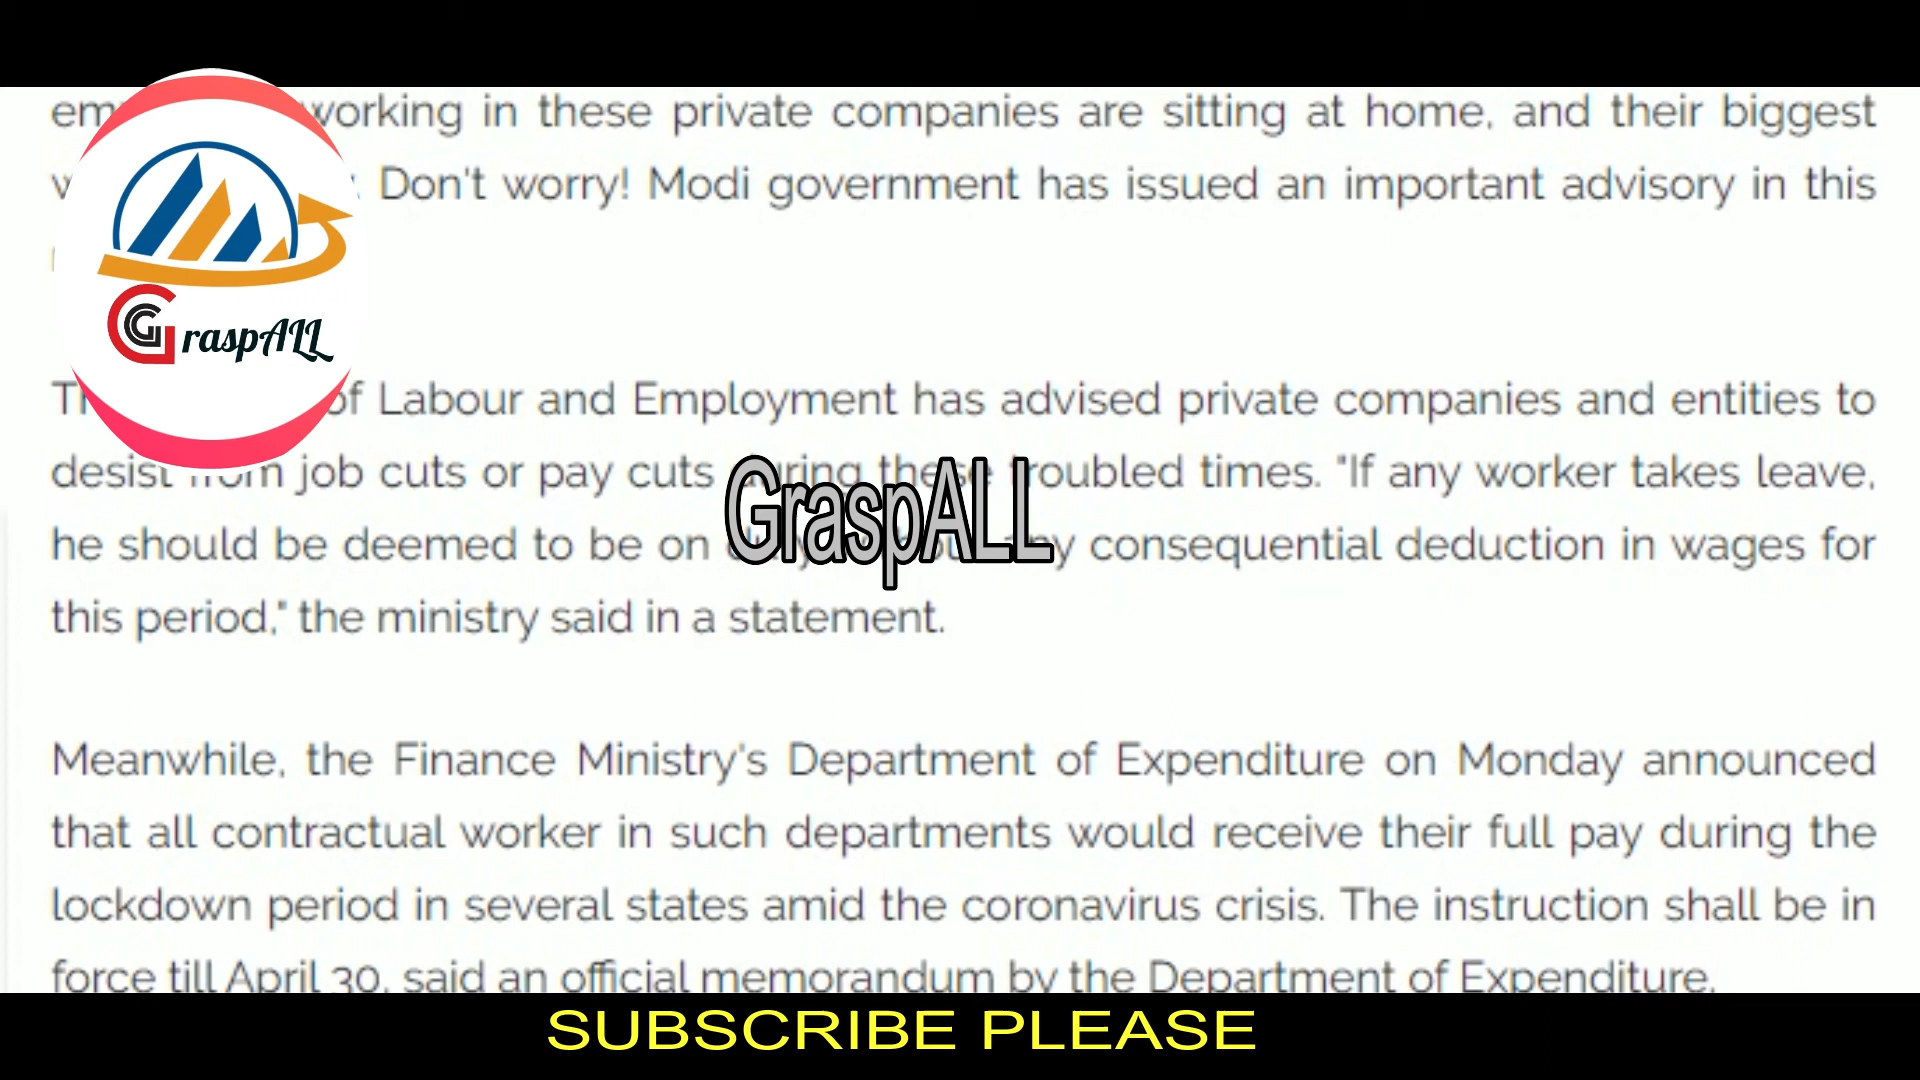 working in these private companies are sitting at home, and their biggest
Don't worry! Modi government has issued an important advisory in this
GraspALL
of Labour and Employment has advised private companies and entities to
desist from job cuts or pay cuts during these troubled times. "If any worker takes leave,
GraspALL
he should be deemed to be on consequential deduction in wages for
this period," the ministry said in a statement.
Meanwhile, the Finance Ministry's Department of Expenditure on Monday announced
that all contractual worker in such departments would receive their full pay during the
lockdown period in several states amid the coronavirus crisis. The instruction shall be in
force till April 30, said an official memorandum by the Department of Expenditure.
SUBSCRIBE PLEASE